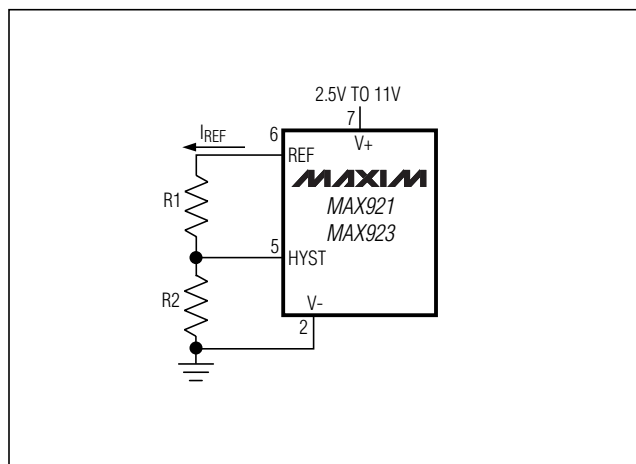 2.5V TO 11V
7
V+
IREF
6
REF
MAXIM
R1
MAX921
MAX923
5
HYST
R2
V-
2